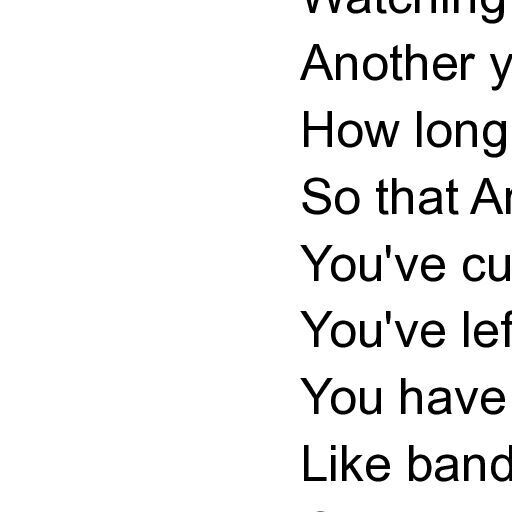 Watching
Another y
How long
So that Ar
You've cu
You've lef
You have
Like band